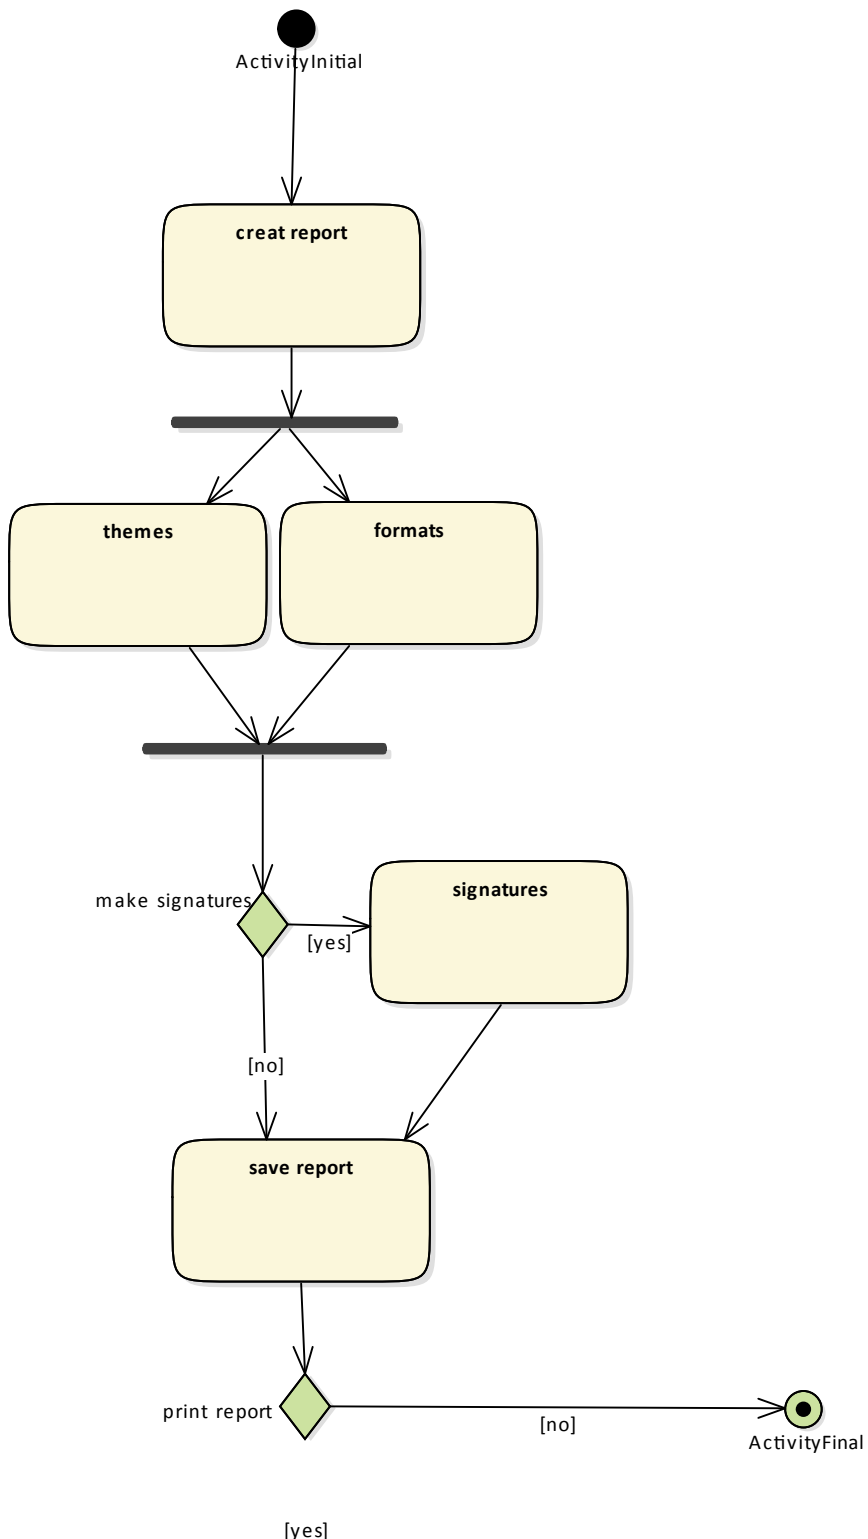 ActivityInitial
creat report
themes
formats
make signatures
signatures
[yes]
[no]
save report
print report
[no]
ActivityFinal
[yes]